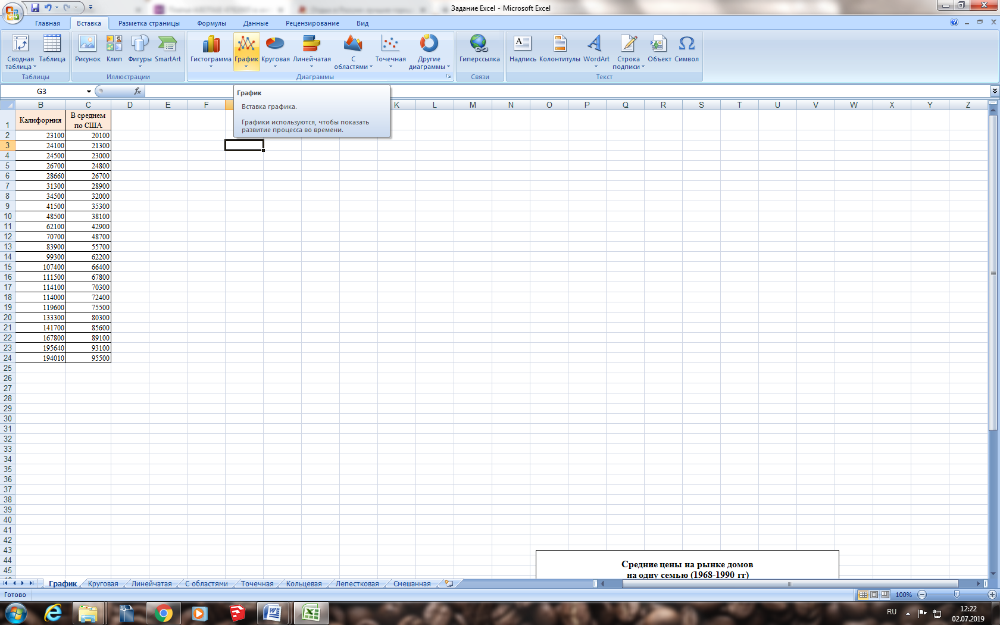 Задание Excel - Microsoft Excel
Главная Вставка Разметка страницы Формулы Данные Рецензирование Вид
Сводная таблица Таблица Рисунок Клип Фигуры SmartArt Гистограмма График Круговая Линейчатая С областями Точечная Другие диаграммы Гиперссылка Надпись Колонтитулы WordArt Строка подписи Объект Символ
Таблицы Иллюстрации Диаграммы Связи Текст
G3 fx
График
Вставка графика.
Графики используются, чтобы показать
развитие процесса во времени.
B C D E F K L M N O P Q R S T U V W X Y Z
1 Калифорния В среднем по США
2 23100 20100
3 24100 21300
4 24500 23000
5 26700 24800
6 28660 26700
7 31300 28900
8 34500 32000
9 41500 35300
10 48500 38100
11 62100 42900
12 70700 48700
13 83900 55700
14 99300 62200
15 107400 66400
16 111500 67800
17 114100 70300
18 114000 72400
19 119600 75500
20 133300 80300
21 141700 85600
22 167800 89100
23 195640 93100
24 194010 95500
25
26
27
28
29
30
31
32
33
34
35
36
37
38
39
40
41
42
43
44
45
Средние цены на рынке домов
на одну семью (1968-1990 гг)
График Круговая Линейчатая С областями Точечная Кольцевая Лепестковая Смешанная
Готово 100%
RU 12:22
02.07.2019